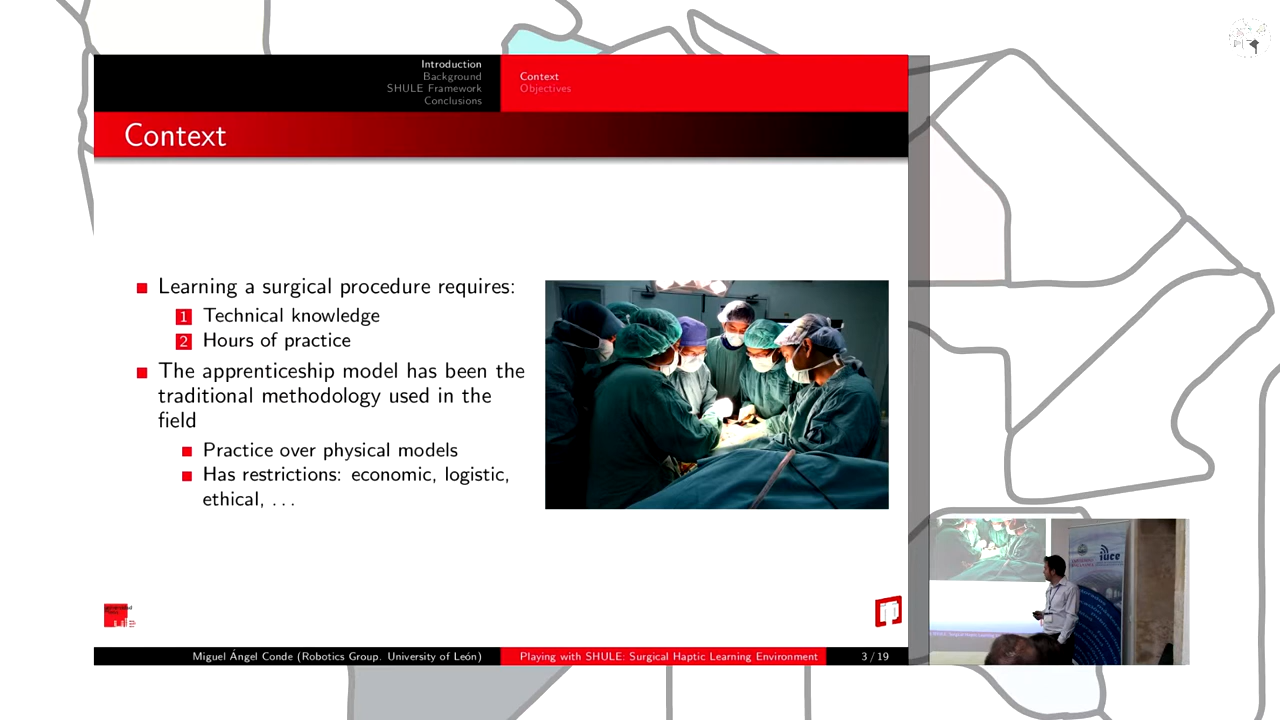 Introduction
Background
SHULE Framework
Conclusions
Context
Objectives
Context
Learning a surgical procedure requires:
1 Technical knowledge
2 Hours of practice
The apprenticeship model has been the
traditional methodology used in the
field
Practice over physical models
Has restrictions: economic, logistic,
ethical, . . .
iuce
Miguel Ángel Conde (Robotics Group. University of León)
Playing with SHULE: Surgical Haptic Learning Environment
3 / 19